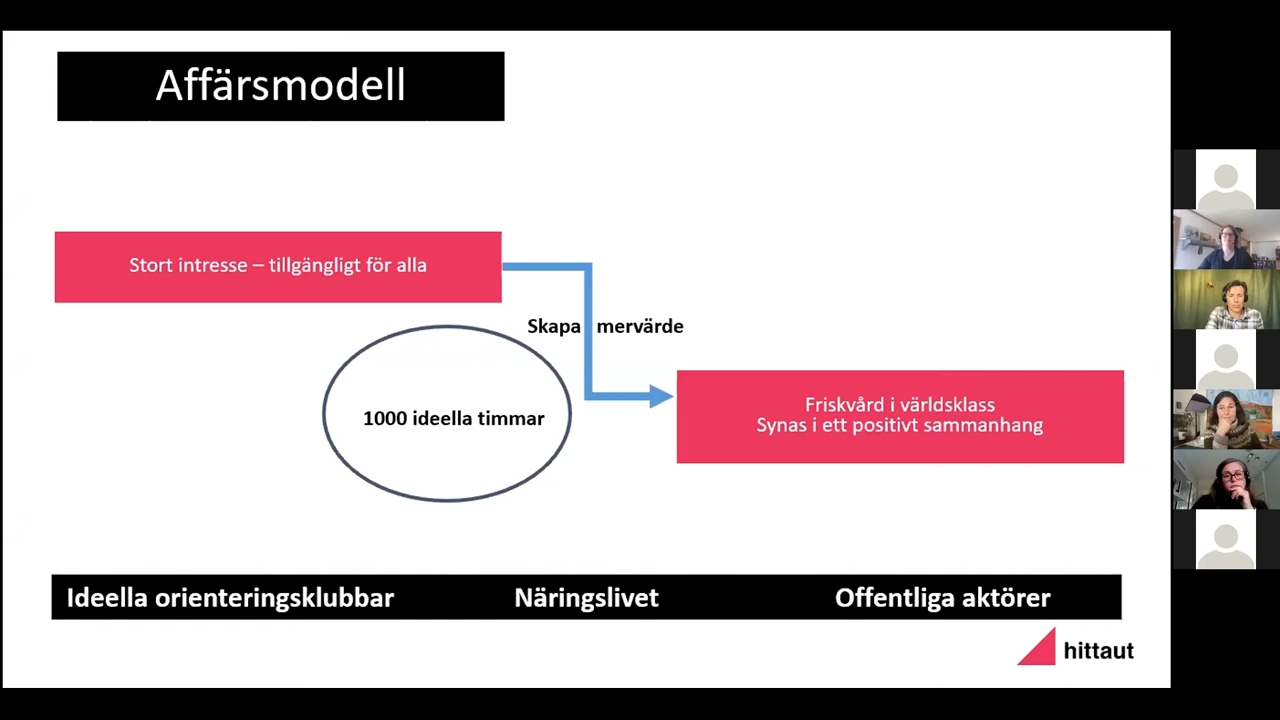 Affärsmodell
Stort intresse – tillgängligt för alla
Skapa mervärde
1000 ideella timmar
Friskvård i världsklass
Synas i ett positivt sammanhang
Ideella orienteringsklubbar Näringslivet Offentliga aktörer
hittaut